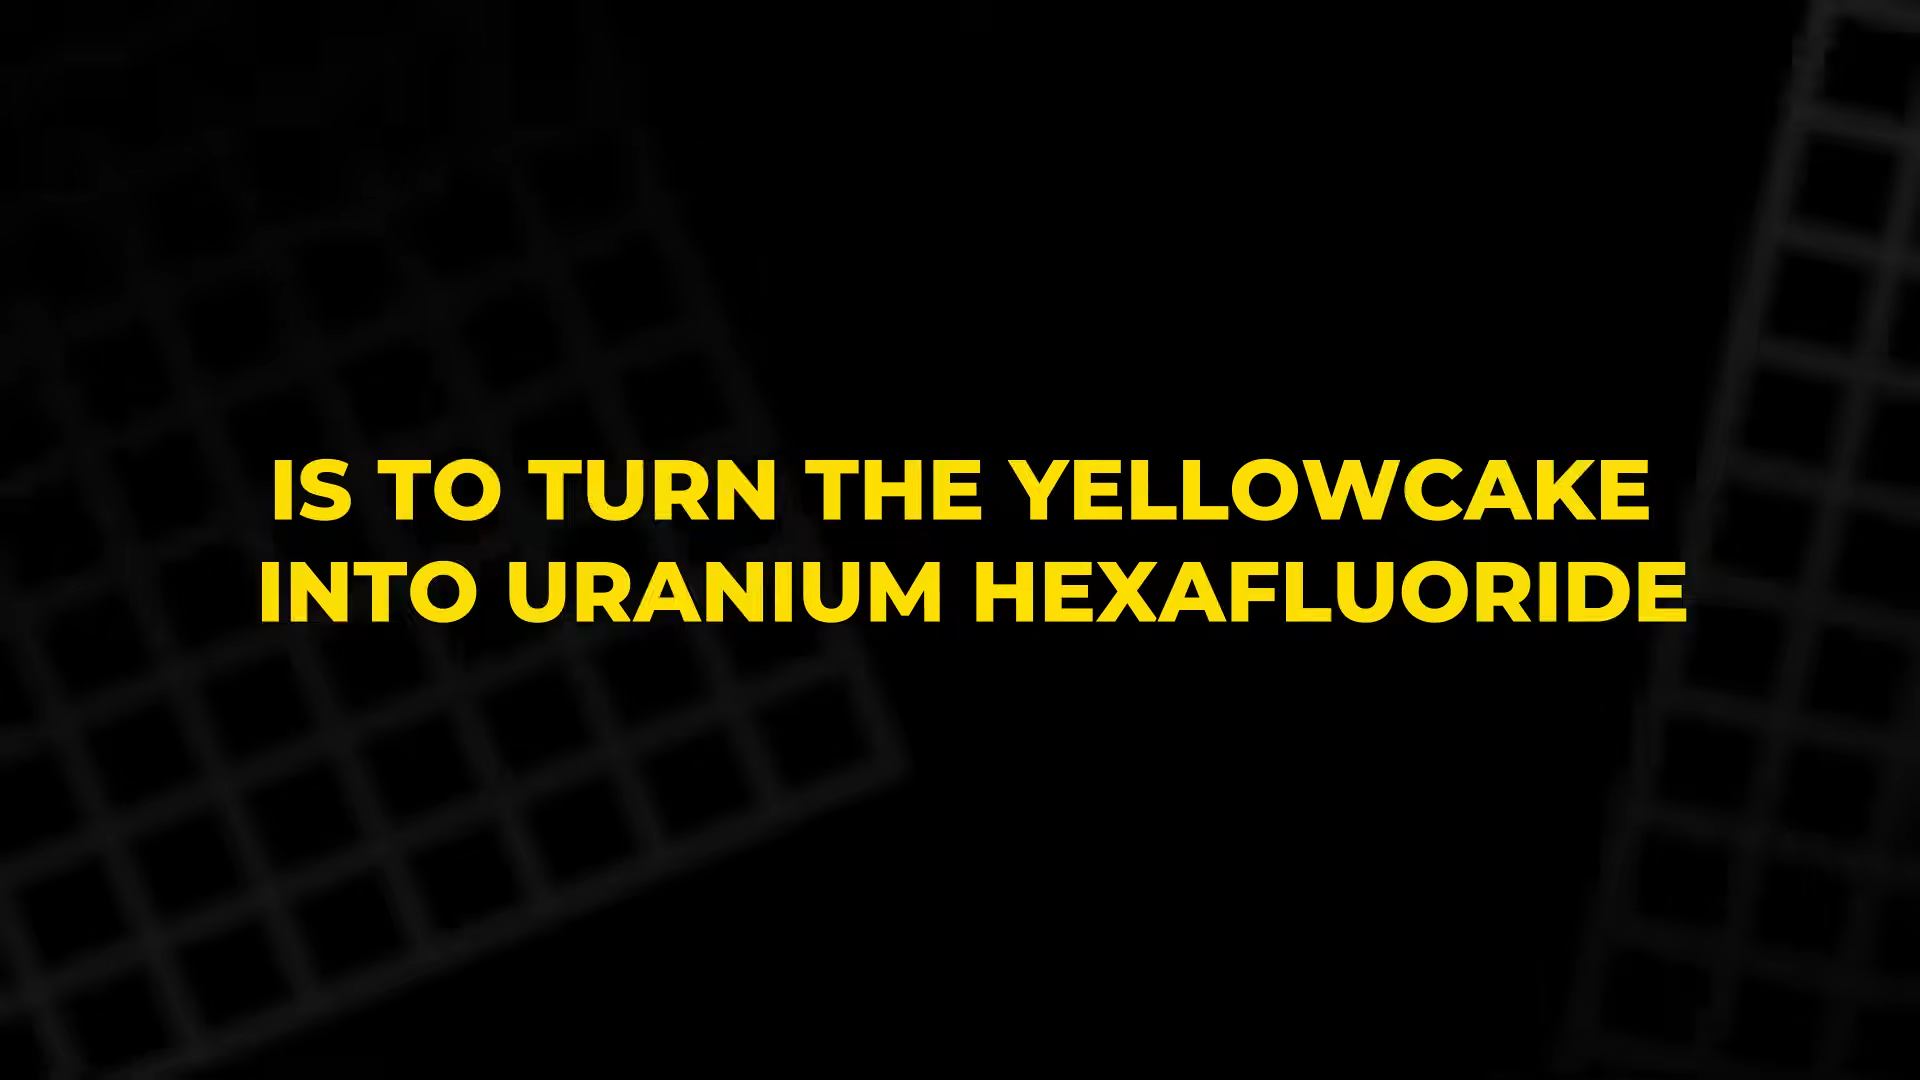 IS TO TURN THE YELLOWCAKE
INTO URANIUM HEXAFLUORIDE